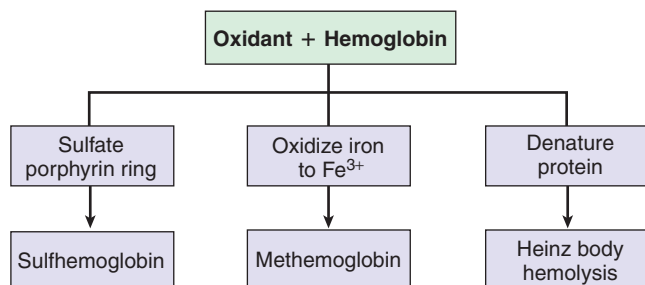 Oxidant + Hemoglobin
Sulfate
porphyrin ring
Oxidize iron
to Fe³⁺
Denature
protein
Sulfhemoglobin
Methemoglobin
Heinz body
hemolysis